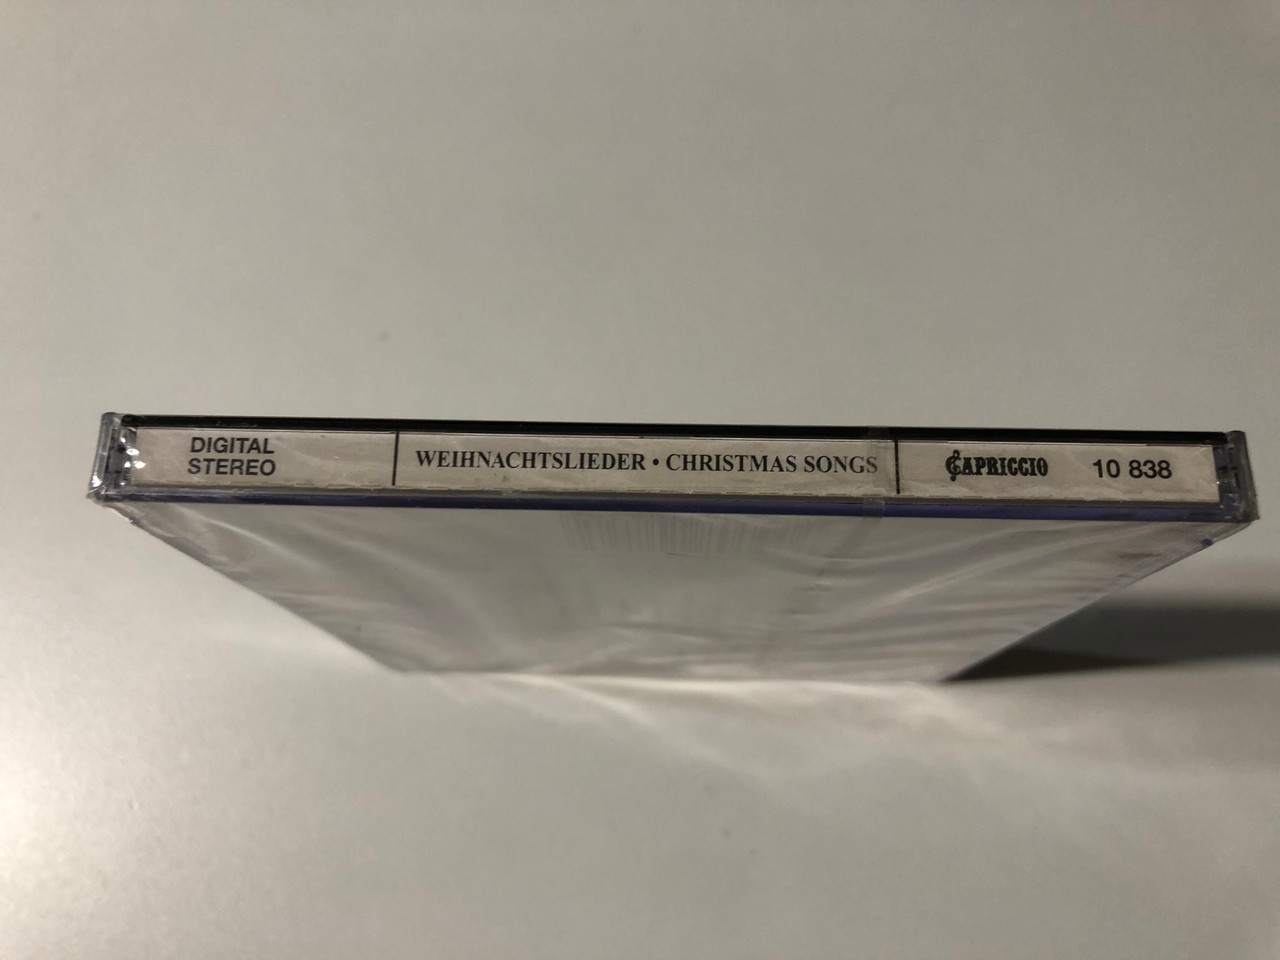 DIGITAL
STEREO
WEIHNACHTSLIEDER • CHRISTMAS SONGS
CAPRICCIO
10 838